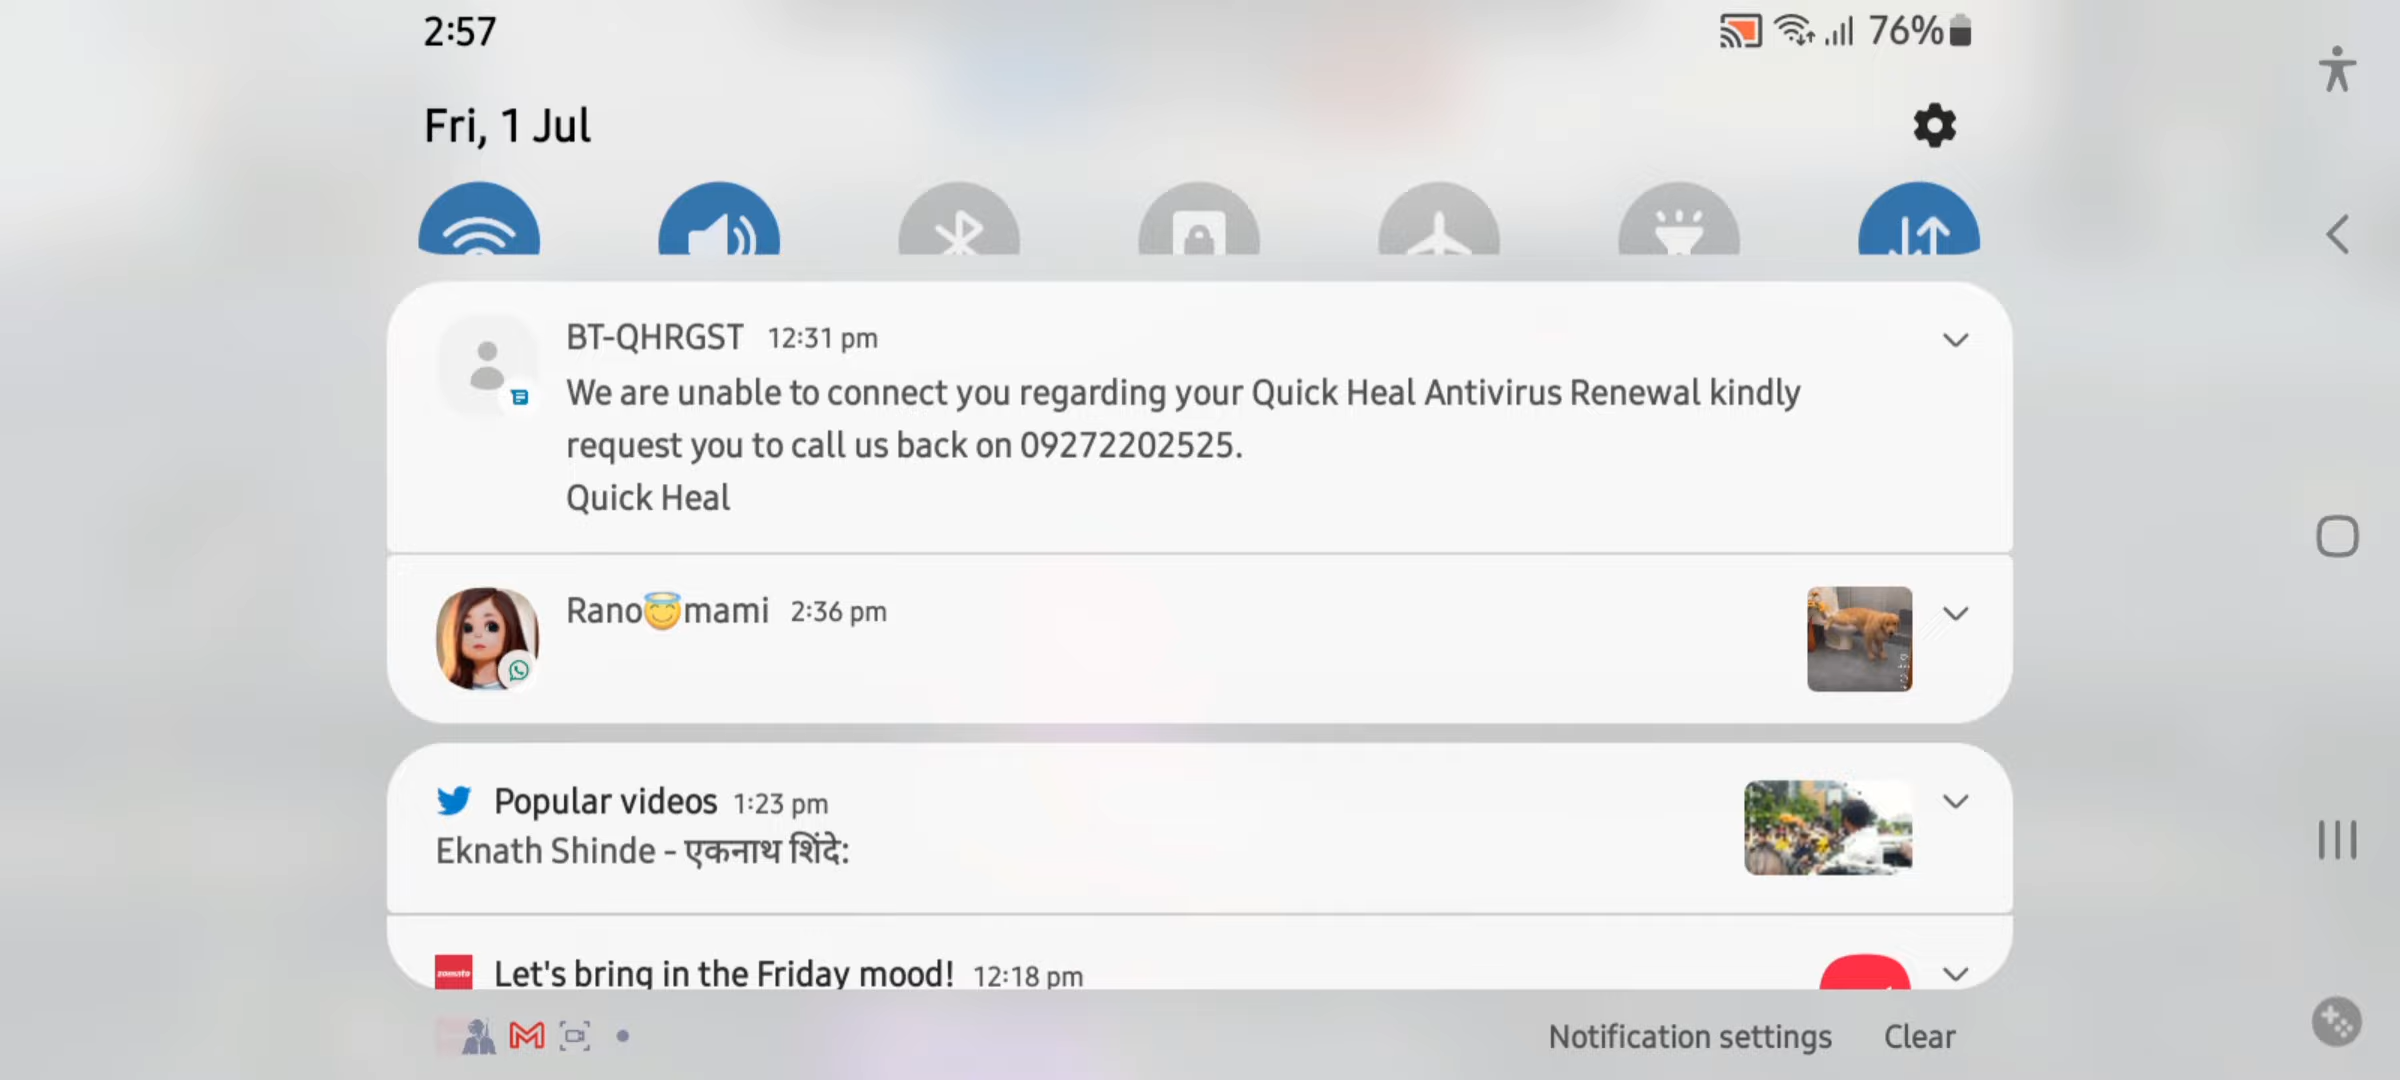 2:57
76%
Fri, 1 Jul
BT-QHRGST 12:31 pm
We are unable to connect you regarding your Quick Heal Antivirus Renewal kindly
request you to call us back on 09272202525.
Quick Heal
Rano😇mami 2:36 pm
Popular videos 1:23 pm
Eknath Shinde - एकनाथ शिंदे:
zomato
Let's bring in the Friday mood! 12:18 pm
Notification settings Clear